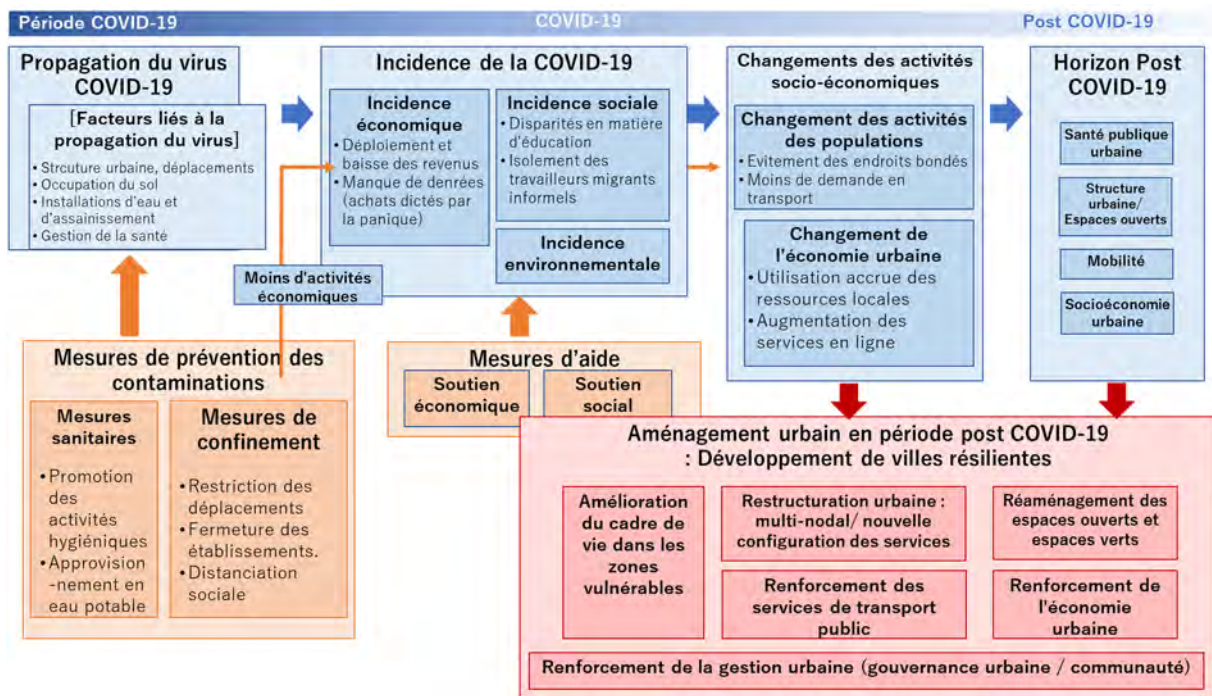 Période COVID-19
COVID-19
Post COVID-19
Propagation du virus
COVID-19
[Facteurs liés à la
propagation du virus]
• Strcuture urbaine, déplacements
• Occupation du sol
• Installations d'eau et
d'assainissement
• Gestion de la santé
Incidence de la COVID-19
Incidence
économique
• Déploiement et
baisse des revenus
• Manque de denrées
(achats dictés par
la panique)
Incidence sociale
• Disparités en matière
d'éducation
• Isolement des
travailleurs migrants
informels
Incidence
environnementale
Moins d'activités
économiques
Changements des activités
socio-économiques
Changement des activités
des populations
• Evitement des endroits bondés
• Moins de demande en
transport
Changement de
l'économie urbaine
• Utilisation accrue des
ressources locales
• Augmentation des
services en ligne
Horizon Post
COVID-19
Santé publique
urbaine
Structure
urbaine/
Espaces ouverts
Mobilité
Socioéconomie
urbaine
Mesures de prévention des
contaminations
Mesures
sanitaires
• Promotion
des
activités
hygiéniques
• Approvision
-nement en
eau potable
Mesures de
confinement
• Restriction des
déplacements
• Fermeture des
établissements.
• Distanciation
sociale
Mesures d'aide
Soutien
économique
Soutien
social
Aménagement urbain en période post COVID-19
: Développement de villes résilientes
Amélioration
du cadre de
vie dans les
zones
vulnérables
Restructuration urbaine :
multi-nodal/ nouvelle
configuration des services
Réaménagement des
espaces ouverts et
espaces verts
Renforcement des
services de transport
public
Renforcement de
l'économie
urbaine
Renforcement de la gestion urbaine (gouvernance urbaine / communauté)